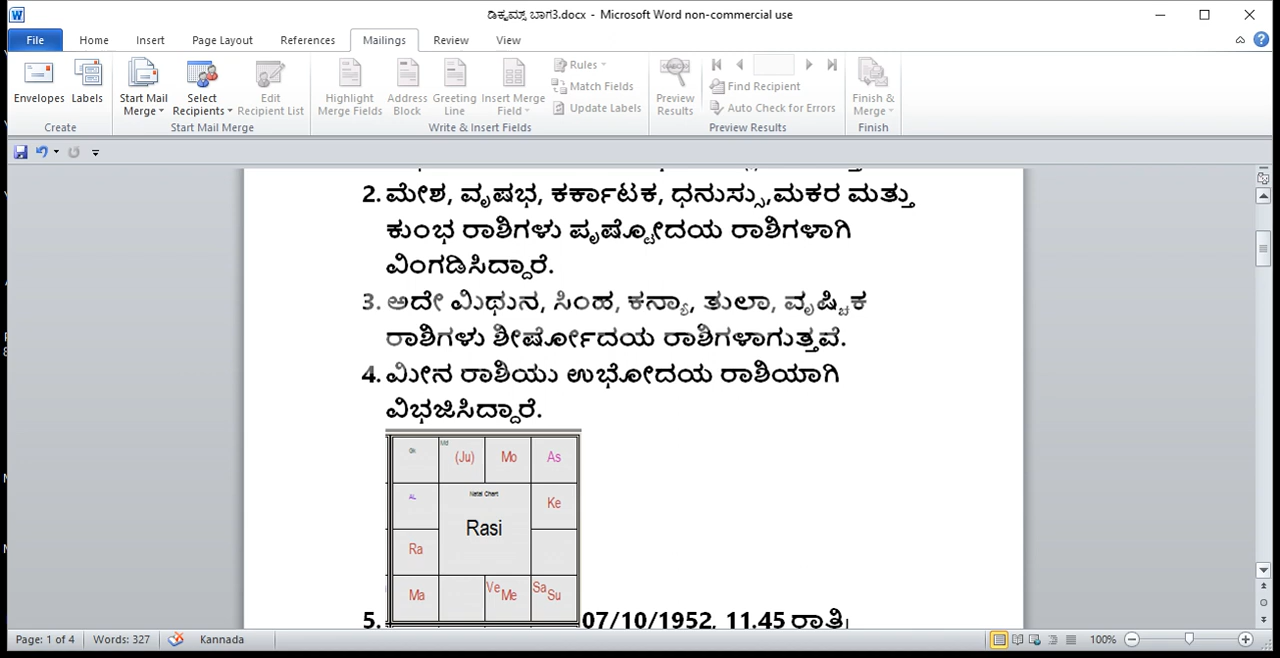 ಡಿಕ್ಕಮ್ಸ್ ಬಾಗ3.docx - Microsoft Word non-commercial use
File Home Insert Page Layout References Mailings Review View
Envelopes Labels Start Mail Merge Select Recipients Edit Recipient List Highlight Merge Fields Address Block Greeting Line Insert Merge Field Rules Match Fields Update Labels Preview Results Find Recipient Auto Check for Errors Finish & Merge
Create Start Mail Merge Write & Insert Fields Preview Results Finish
2. ಮೇಶ, ವೃಷಭ, ಕರ್ಕಾಟಕ, ಧನುಸ್ಸು,ಮಕರ ಮತ್ತು
ಕುಂಭ ರಾಶಿಗಳು ಪೃಷ್ಟೋದಯ ರಾಶಿಗಳಾಗಿ
ವಿಂಗಡಿಸಿದ್ದಾರೆ.
3. ಅದೇ ಮಿಥುನ, ಸಿಂಹ, ಕನ್ಯಾ, ತುಲಾ, ವೃಷ್ಚಿಕ
ರಾಶಿಗಳು ಶೀರ್ಷೋದಯ ರಾಶಿಗಳಾಗುತ್ತವೆ.
4. ಮೀನ ರಾಶಿಯು ಉಭೋದಯ ರಾಶಿಯಾಗಿ
ವಿಭಜಿಸಿದ್ದಾರೆ.
Md
(Ju) Mo As
AL Natal Chart Ke
Rasi
Ra
Ma Ve Me Sa Su
5. 07/10/1952, 11.45 ರಾತ್ರಿ
Page: 1 of 4 Words: 327 Kannada 100%